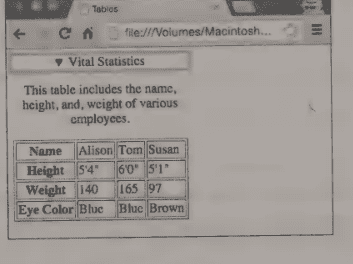 Tables
file:///Volumes/Macintosh...
▼ Vital Statistics
This table includes the name,
height, and, weight of various
employees.
Name Alison Tom Susan
Height 5'4" 6'0" 5'1"
Weight 140 165 97
Eye Color Blue Blue Brown